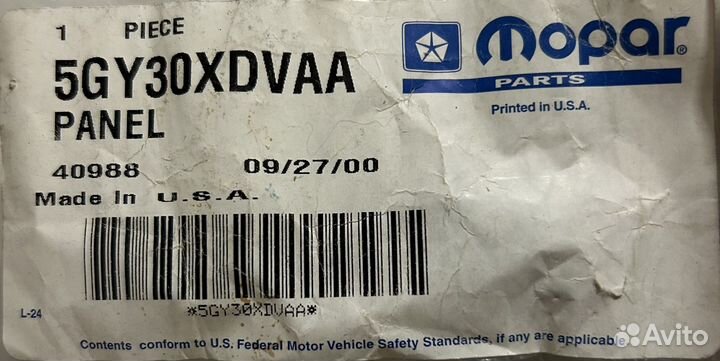 1 PIECE
5GY30XDVAA
PANEL
40988 09/27/00
Made In U.S.A.
Mopar®
PARTS
Printed in U.S.A.
L-24
*5GY30XDVAA*
Contents conform to U.S. Federal Motor Vehicle Safety Standards, if any are applicable.
Avito